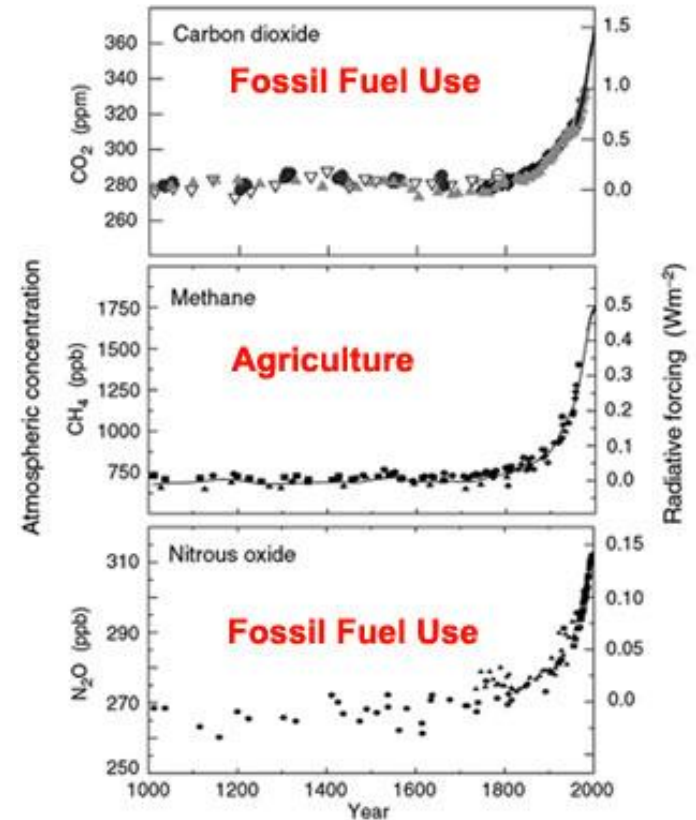 Carbon dioxide
Fossil Fuel Use
CO₂ (ppm)
360
340
320
300
280
260
1.5
1.0
0.5
0.0
Methane
Agriculture
CH₄ (ppb)
1750
1500
1250
1000
750
0.5
0.4
0.3
0.2
0.1
0.0
Nitrous oxide
Fossil Fuel Use
N₂O (ppb)
310
290
270
250
0.15
0.10
0.05
0.0
Atmospheric concentration
Radiative forcing (Wm⁻²)
1000 1200 1400 1600 1800 2000
Year